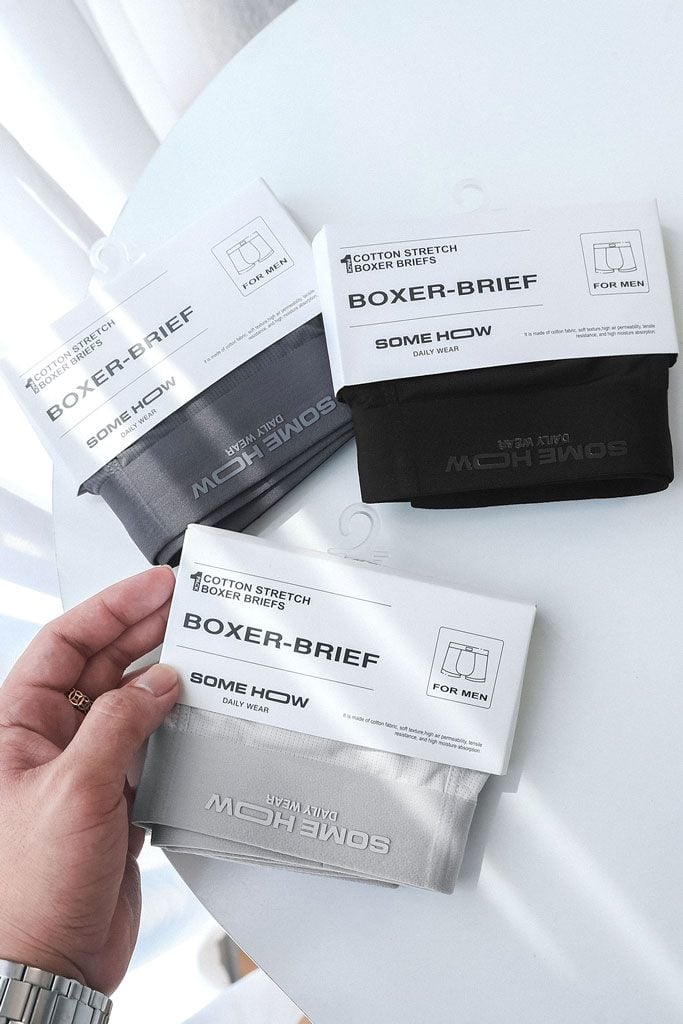 1
COTTON STRETCH
BOXER BRIEFS
BOXER-BRIEF
SOME HOW
DAILY WEAR
FOR MEN
It is made of cotton fabric, soft texture,high air permeability, tensile
resistance, and high moisture absorption.
SOME HOW
DAILY WEAR
1
COTTON STRETCH
BOXER BRIEFS
BOXER-BRIEF
SOME HOW
DAILY WEAR
FOR MEN
It is made of cotton fabric, soft texture,high air permeability, tensile
resistance, and high moisture absorption.
SOME HOW
DAILY WEAR
1
COTTON STRETCH
BOXER BRIEFS
BOXER-BRIEF
SOME HOW
DAILY WEAR
FOR MEN
It is made of cotton fabric, soft texture,high air permeability, tensile
resistance, and high moisture absorption.
SOME HOW
DAILY WEAR